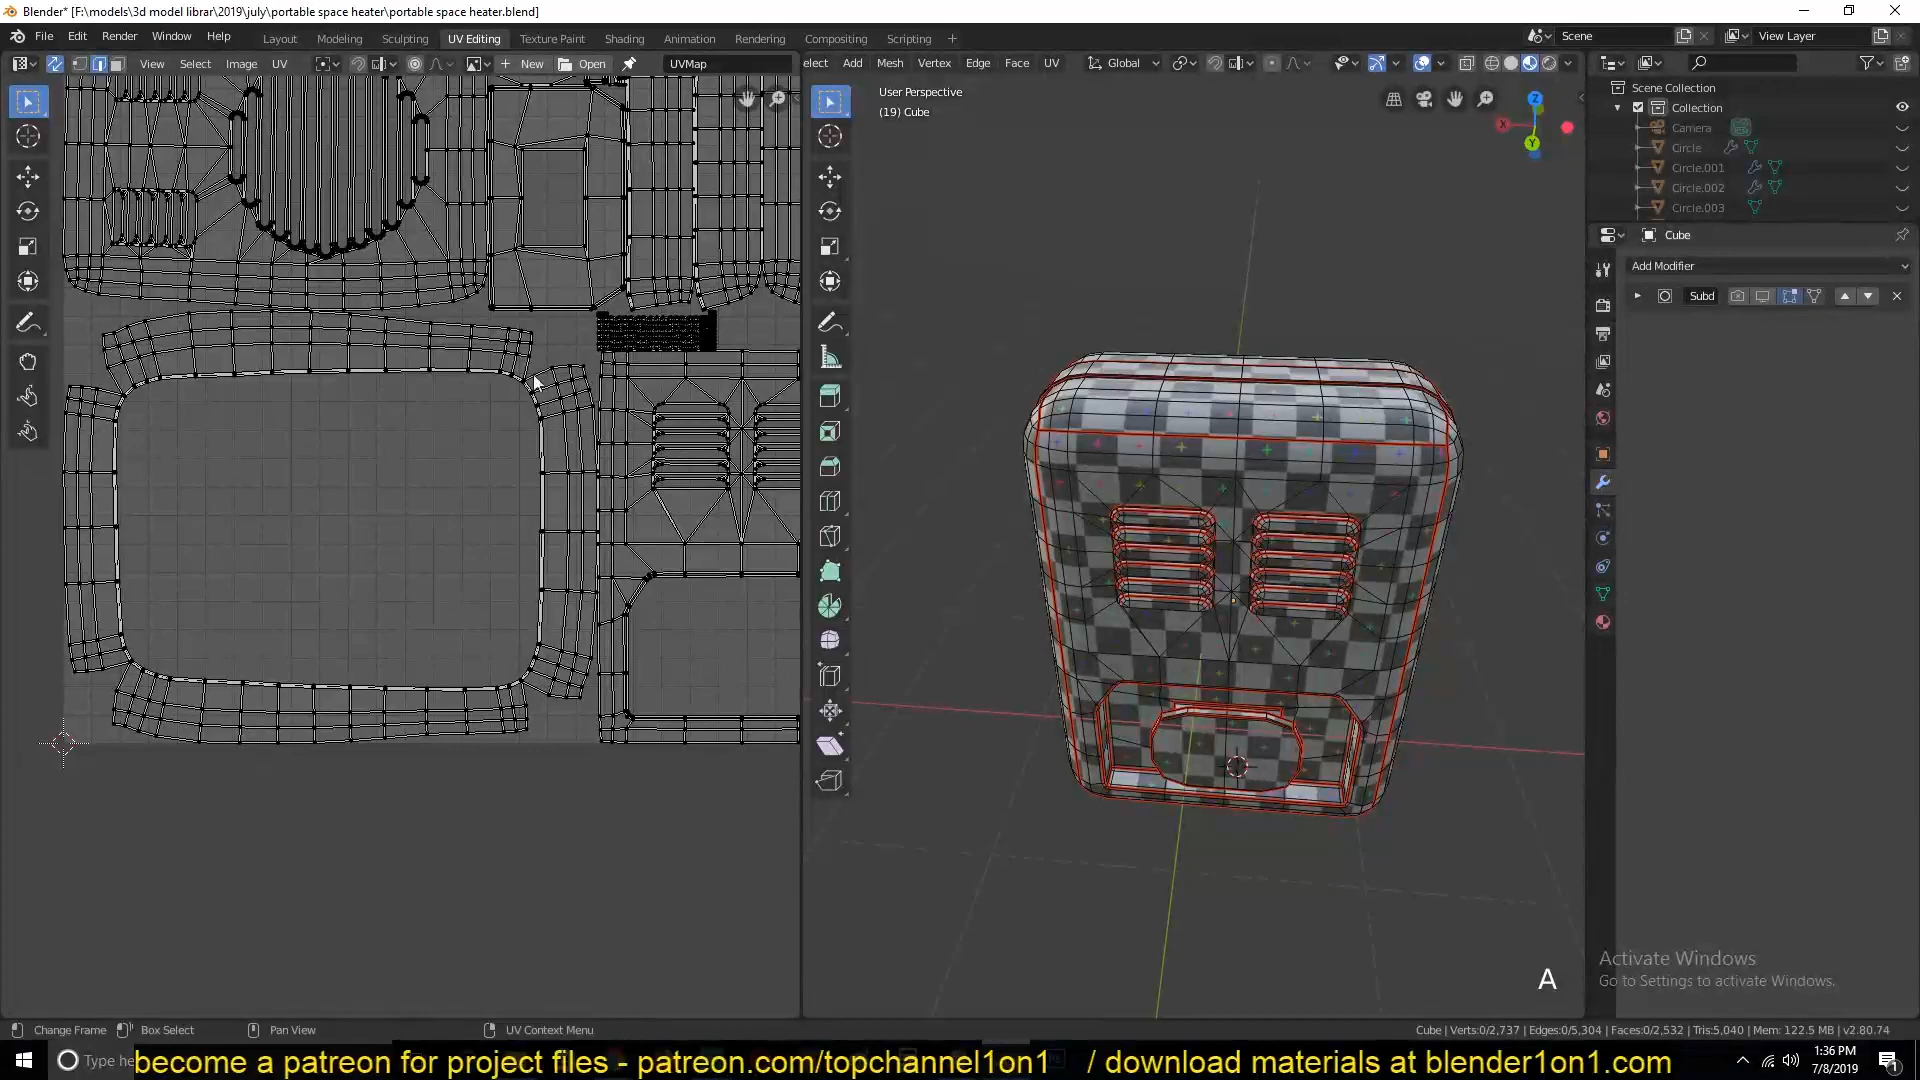 Blender* [F:\models\3d model librar\2019\july\portable space heater\portable space heater.blend]
File Edit Render Window Help
Layout Modeling Sculpting UV Editing Texture Paint Shading Animation Rendering Compositing Scripting
Scene
View Layer
View Select Image UV
New
Open
UVMap
elect Add Mesh Vertex Edge Face UV
Global
User Perspective
(19) Cube
Z
X
Y
Scene Collection
Collection
Camera
Circle
Circle.001
Circle.002
Circle.003
Cube
Add Modifier
Subd
A
Activate Windows
Go to Settings to activate Windows.
Change Frame
Box Select
Pan View
UV Context Menu
Cube | Verts:0/2,737 | Edges:0/5,304 | Faces:0/2,532 | Tris:5,040 | Mem: 122.5 MB | v2.80.74
Type he
become a patreon for project files - patreon.com/topchannel1on1 / download materials at blender1on1.com
1:36 PM
7/8/2019
1